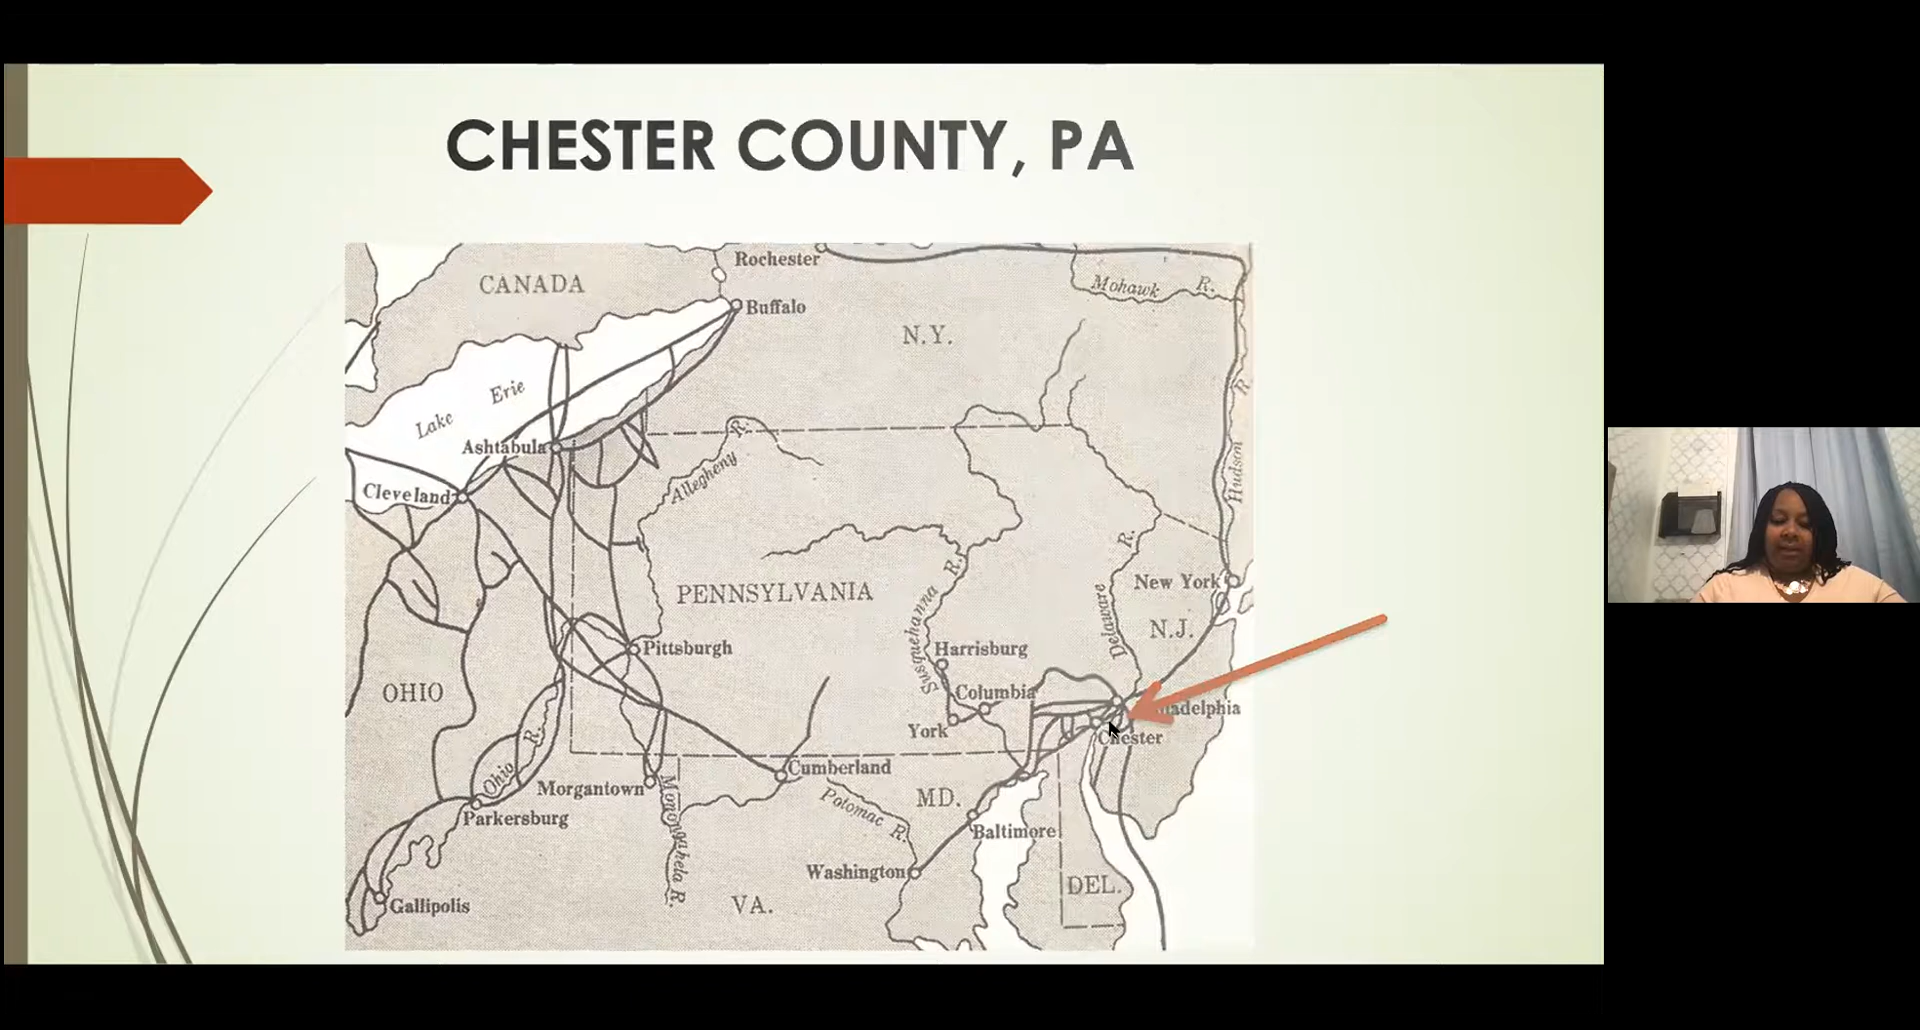 CHESTER COUNTY, PA
Rochester
CANADA
Mohawk R.
Buffalo
N.Y.
Lake Erie
Hudson R.
Allegheny R.
Ashtabula
Cleveland
Delaware R.
New York
PENNSYLVANIA
Susquehanna R.
N.J.
Pittsburgh
Harrisburg
OHIO
Columbia
adelphia
York
Chester
Ohio R.
Cumberland
Morgantown
Monongahela R.
Potomac R.
MD.
Parkersburg
Baltimore
Washington
DEL.
Gallipolis
VA.